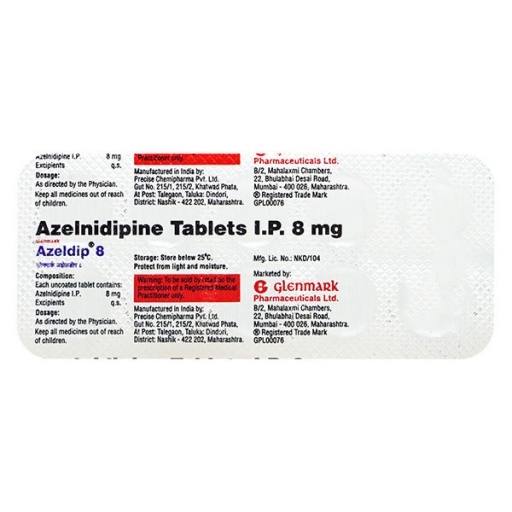 Azelnidipine I.P. 8 mg
Excipients q.s.
Dosage:
As directed by the Physician.
Keep all medicines out of reach
of children.
Practitioner only.
Manufactured in India by:
Precise Chemipharma Pvt. Ltd.
Gut No. 215/1, 215/2, Khatwad Phata,
At Post: Talegaon, Taluka: Dindori,
District: Nashik - 422 202, Maharashtra.
Pharmaceuticals Ltd.
B/2, Mahalaxmi Chambers,
22, Bhulabhai Desai Road,
Mumbai - 400 026, Maharashtra.
® Registered Trade Mark
GPL00076
Azelnidipine Tablets I.P. 8 mg
GLENMARK
Azeldip® 8
Composition:
Each uncoated tablet contains:
Azelnidipine I.P. 8 mg
Excipients q.s.
Dosage:
As directed by the Physician.
Keep all medicines out of reach
of children.
Storage: Store below 25°C.
Protect from light and moisture.
Warning: To be sold by retail on the
prescription of a Registered Medical
Practitioner only.
Manufactured in India by:
Precise Chemipharma Pvt. Ltd.
Gut No. 215/1, 215/2, Khatwad Phata,
At Post: Talegaon, Taluka: Dindori,
District: Nashik - 422 202, Maharashtra.
Mfg. Lic. No.: NKD/104
Marketed by:
G glenmark
Pharmaceuticals Ltd.
B/2, Mahalaxmi Chambers,
22, Bhulabhai Desai Road,
Mumbai - 400 026, Maharashtra.
® Registered Trade Mark
GPL00076